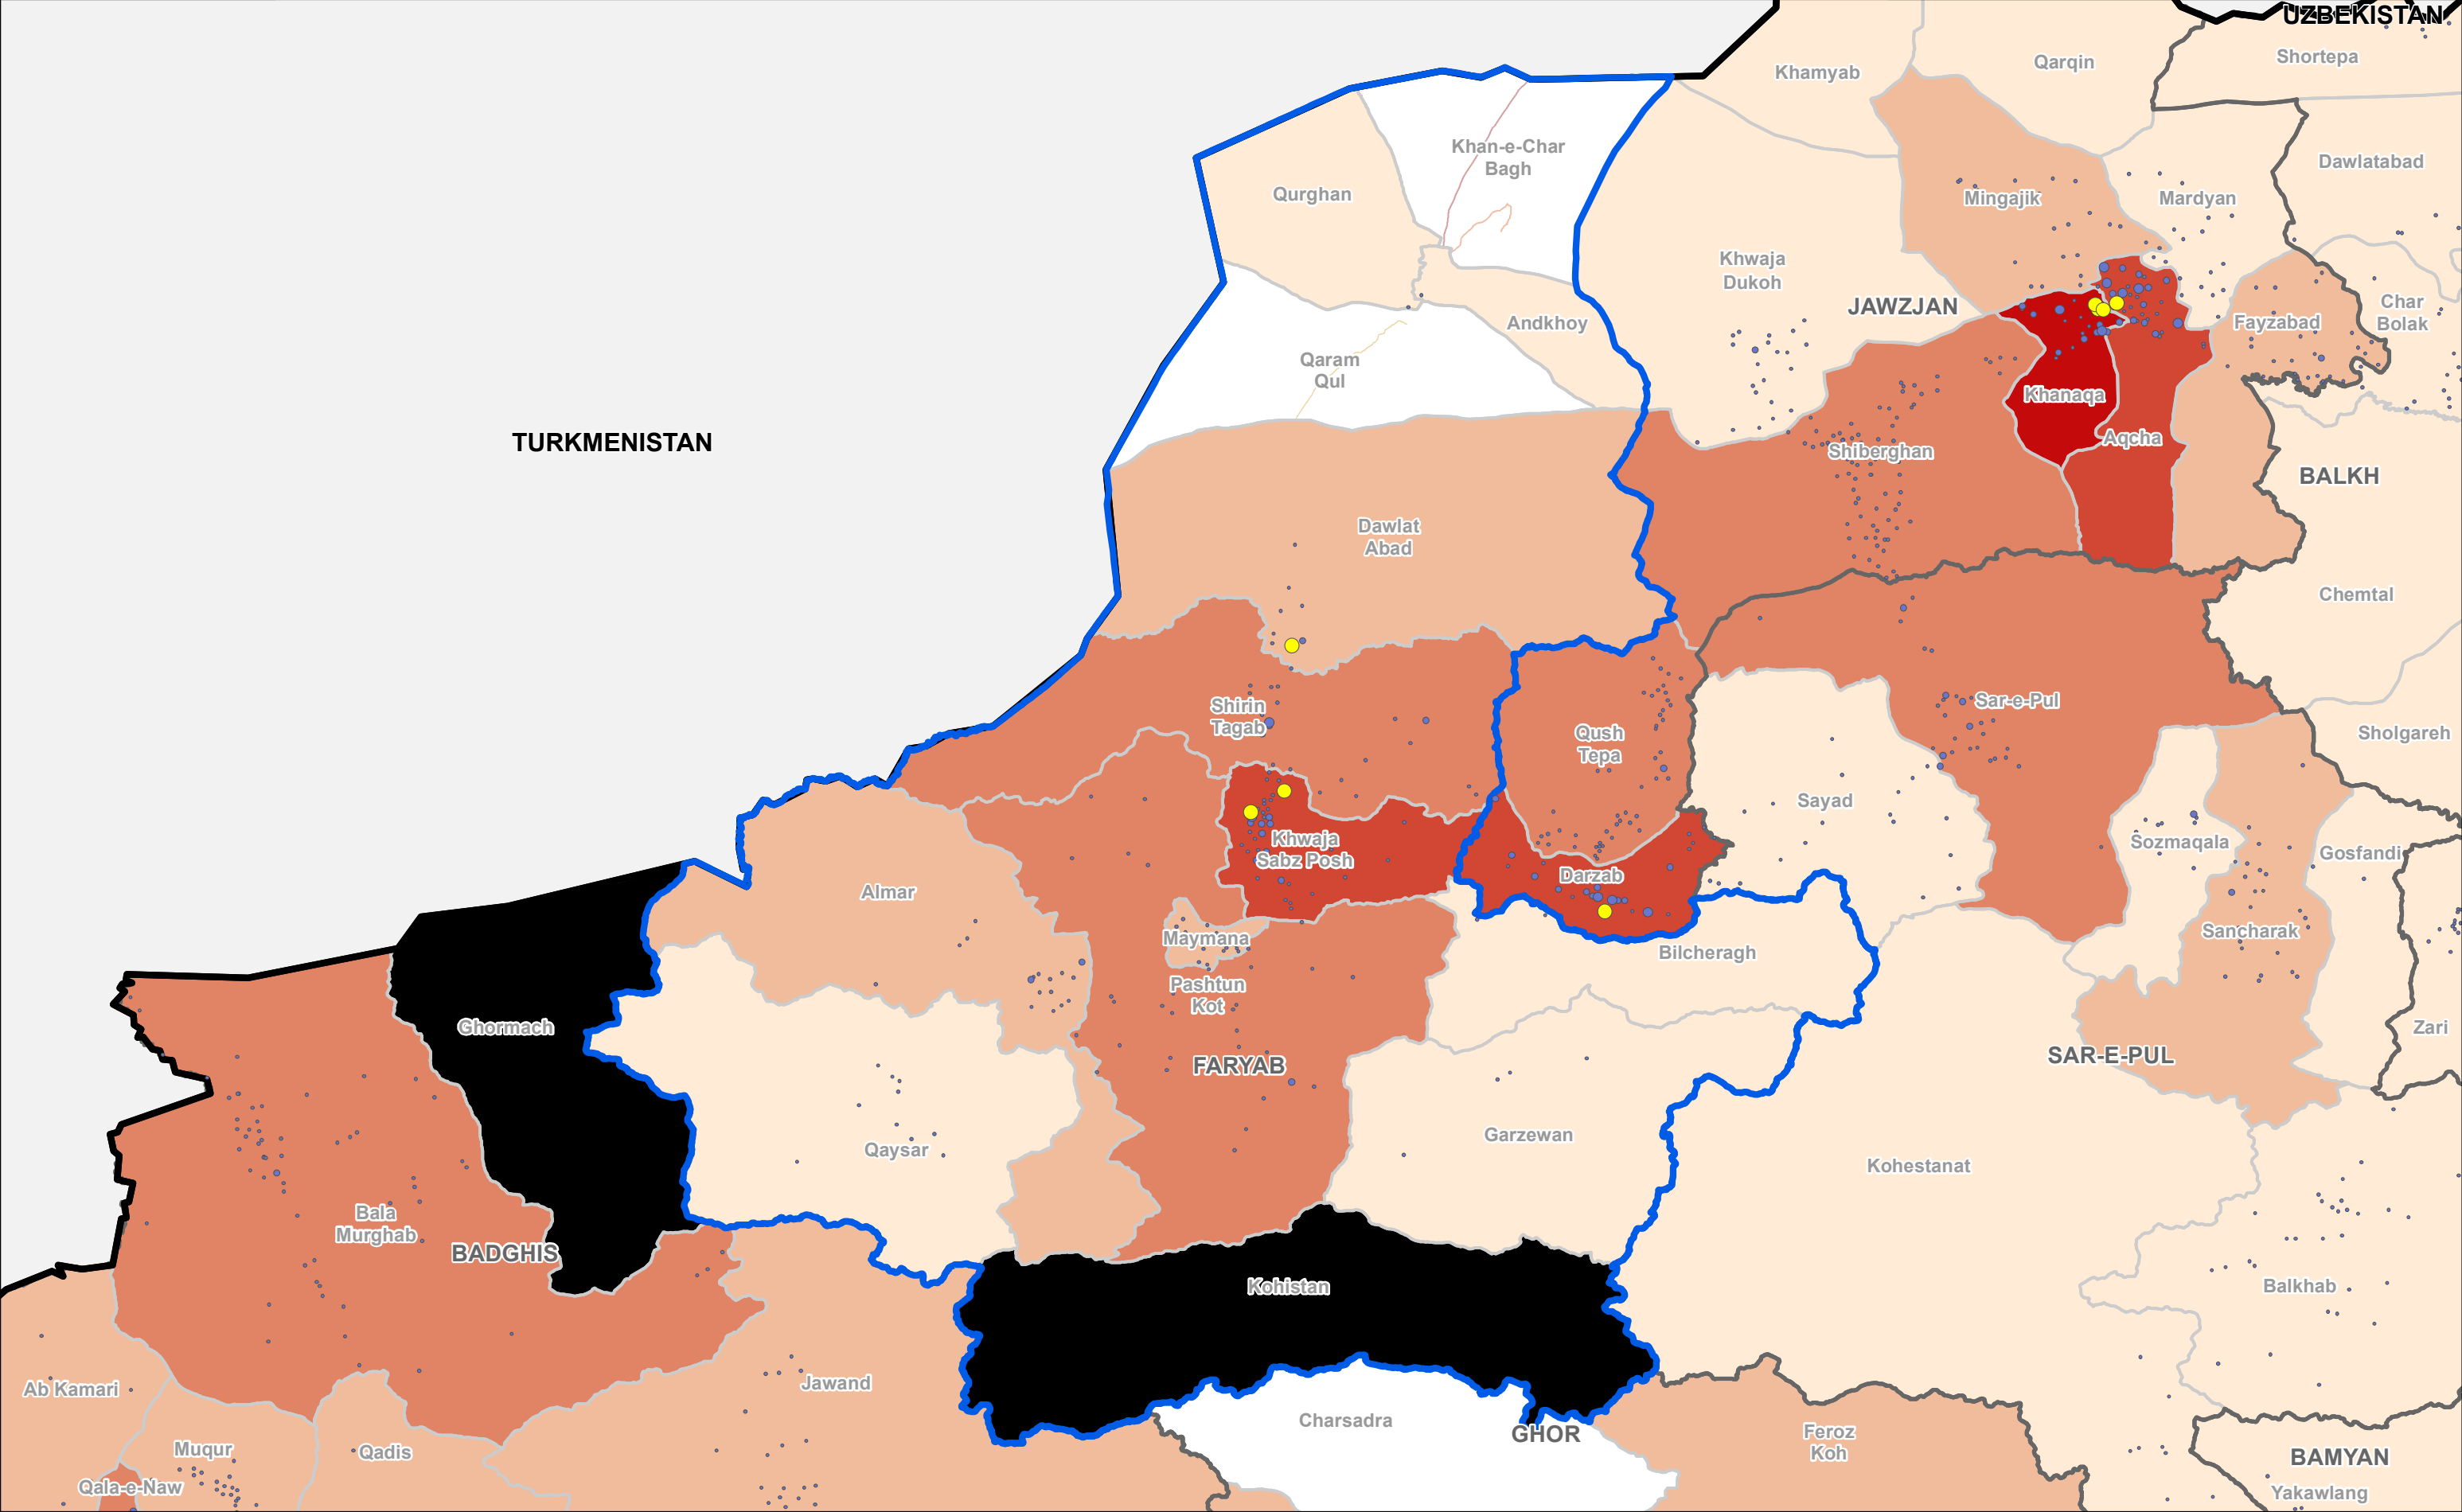 UZBEKISTAN
Shortepa
Qarqin
Khamyab
Khan-e-Char
Bagh
Dawlatabad
Qurghan
Mingajik
Mardyan
Khwaja
Dukoh
JAWZJAN
Char
Bolak
Andkhoy
Fayzabad
Qaram
Qul
Khanaqa
TURKMENISTAN
Aqcha
Shiberghan
BALKH
Dawlat
Abad
Chemtal
Shirin
Tagab
Sar-e-Pul
Qush
Tepa
Sholgareh
Sayad
Khwaja
Sabz Posh
Sozmaqala
Gosfandi
Darzab
Almar
Sancharak
Maymana
Bilcheragh
Pashtun
Kot
Ghormach
Zari
FARYAB
SAR-E-PUL
Garzewan
Qaysar
Kohestanat
Bala
Murghab
BADGHIS
Kohistan
Balkhab
Ab Kamari
Jawand
Charsadra
GHOR
Feroz
Koh
Muqur
Qadis
BAMYAN
Qala-e-Naw
Yakawlang